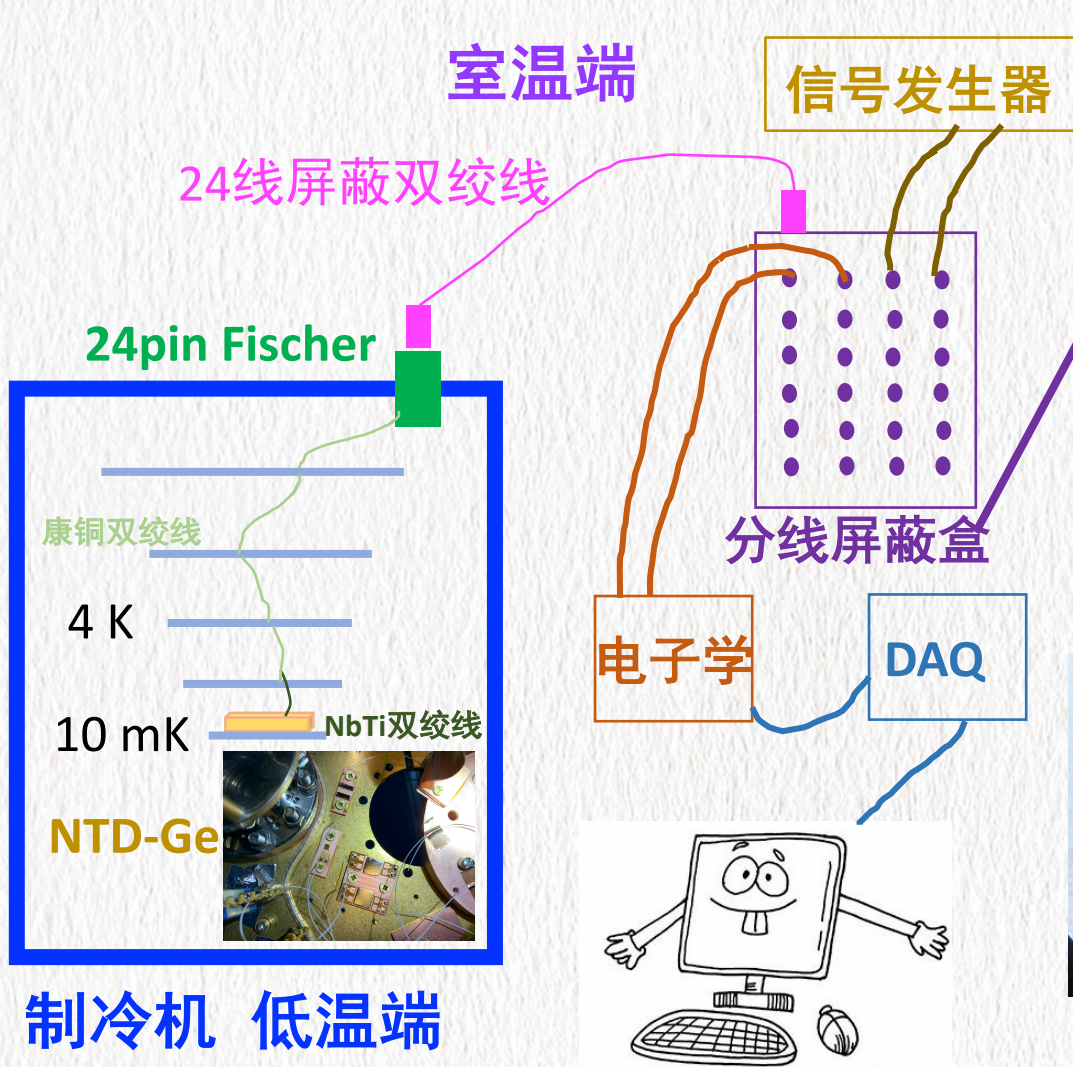 室温端
信号发生器
24线屏蔽双绞线
24pin Fischer
康铜双绞线
分线屏蔽盒
4 K
电子学
DAQ
10 mK
NbTi双绞线
NTD-Ge
制冷机 低温端